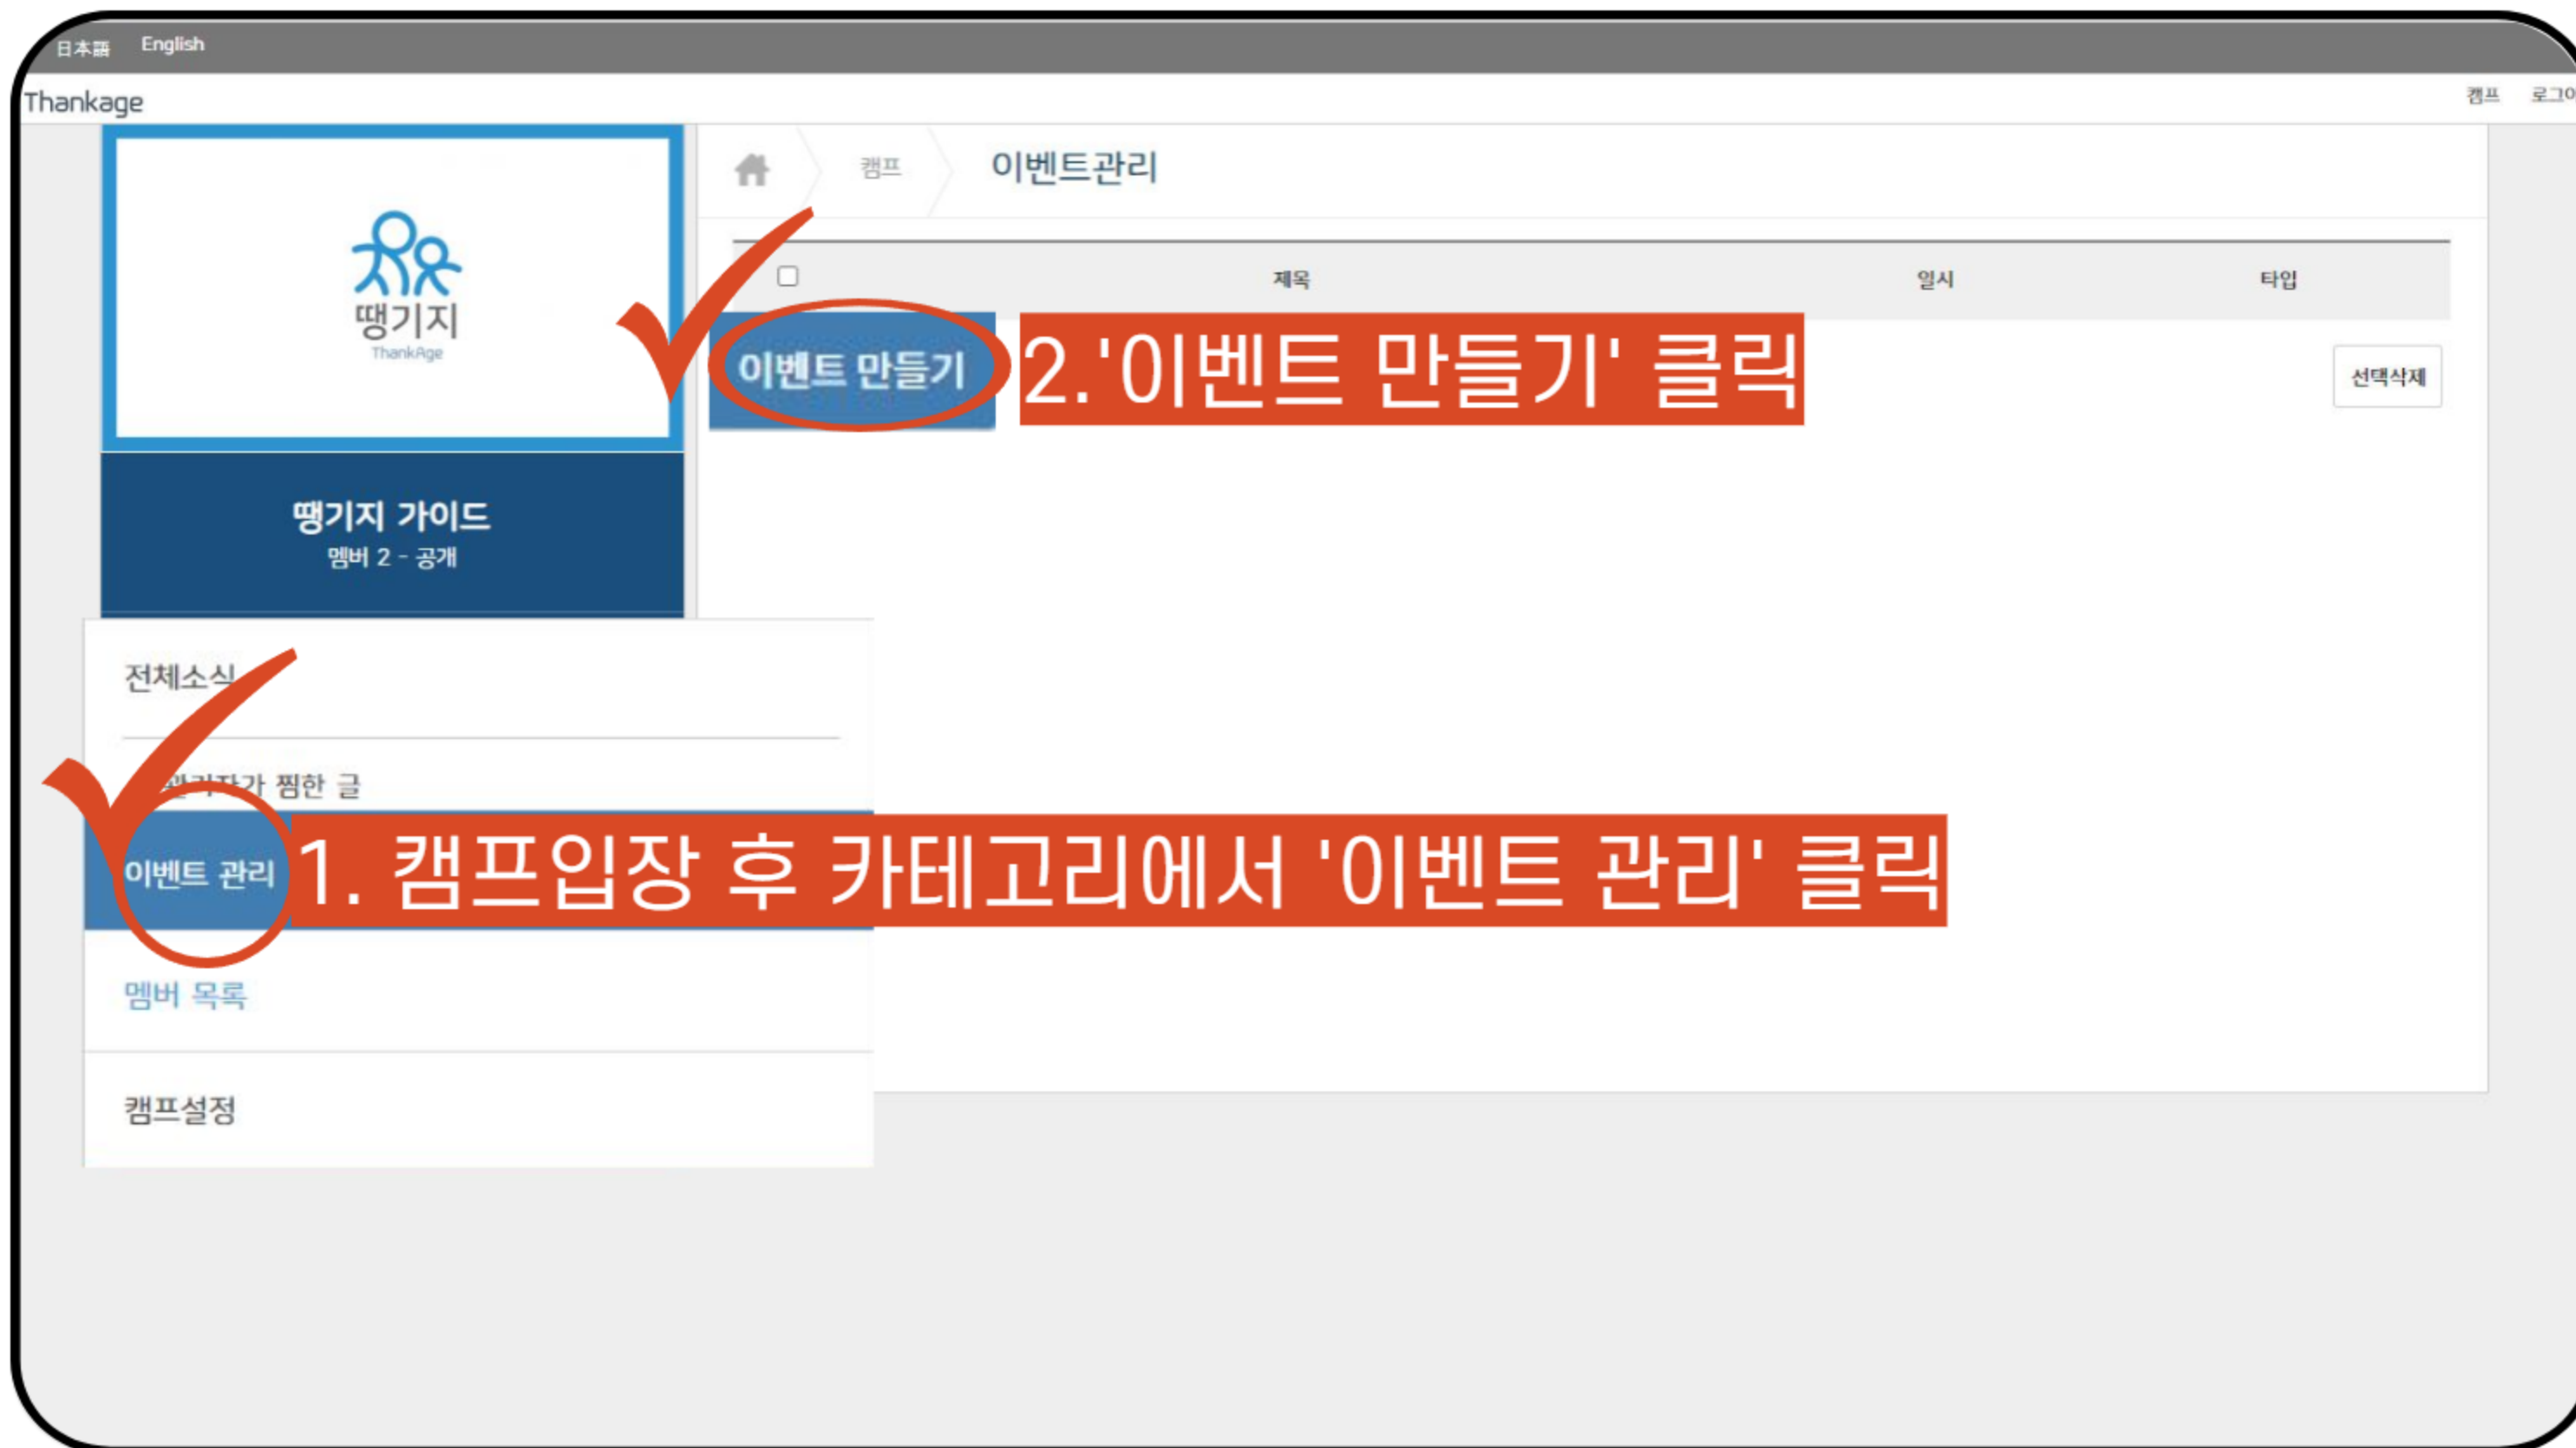 日本語 English
Thankage
캠프
캠프 이벤트관리
땡기지
ThankAge
제목 일시 타입
이벤트 만들기 2.'이벤트 만들기' 클릭 선택삭제
땡기지 가이드
멤버 2 - 공개
전체소식
찜한 글
이벤트 관리 1. 캠프입장 후 카테고리에서 '이벤트 관리' 클릭
멤버 목록
캠프설정